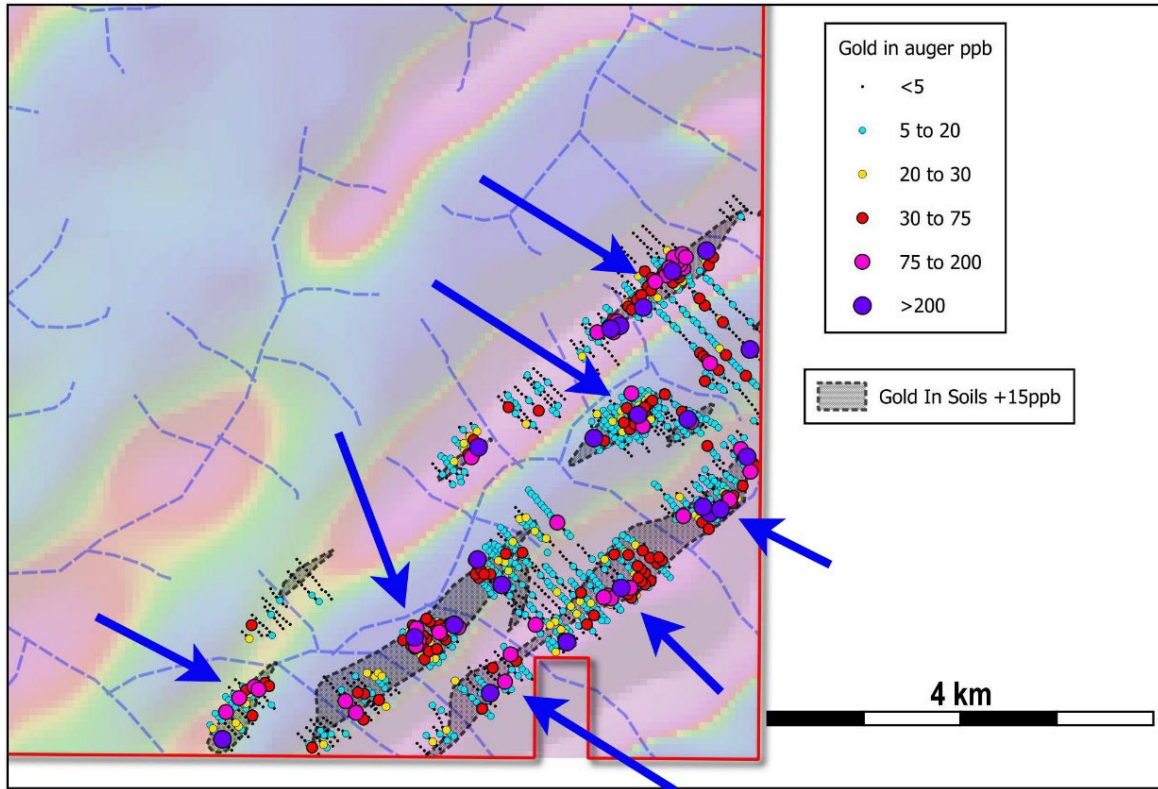 Gold in auger ppb
<5
5 to 20
20 to 30
30 to 75
75 to 200
>200
Gold In Soils +15ppb
4 km